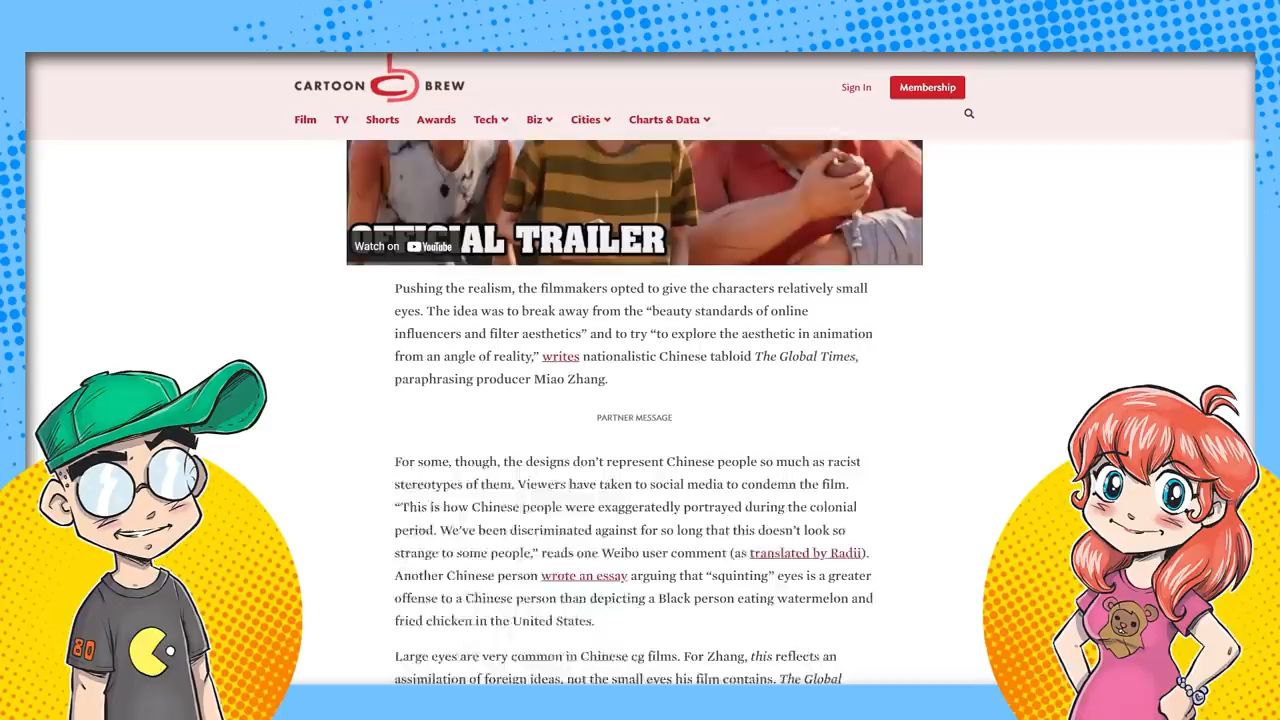 CARTOON BREW
Sign In
Membership
Film TV Shorts Awards Tech Biz Cities Charts & Data
OFFICIAL TRAILER
Watch on YouTube
Pushing the realism, the filmmakers opted to give the characters relatively small
eyes. The idea was to break away from the “beauty standards of online
influencers and filter aesthetics” and to try “to explore the aesthetic in animation
from an angle of reality,” writes nationalistic Chinese tabloid The Global Times,
paraphrasing producer Miao Zhang.
PARTNER MESSAGE
For some, though, the designs don’t represent Chinese people so much as racist
stereotypes of them. Viewers have taken to social media to condemn the film.
“This is how Chinese people were exaggeratedly portrayed during the colonial
period. We’ve been discriminated against for so long that this doesn’t look so
strange to some people,” reads one Weibo user comment (as translated by Radii).
Another Chinese person wrote an essay arguing that “squinting” eyes is a greater
offense to a Chinese person than depicting a Black person eating watermelon and
fried chicken in the United States.
Large eyes are very common in Chinese cg films. For Zhang, this reflects an
assimilation of foreign ideas, not the small eyes his film contains. The Global
80